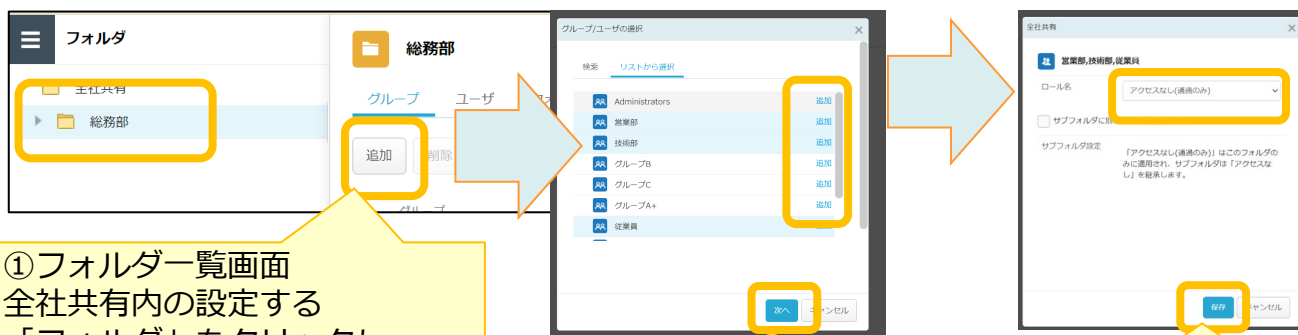 フォルダ
全社共有
総務部
総務部
グループ
ユーザ
追加
削除
グループ
グループ/ユーザの選択
検索
リストから選択
Administrators
追加
営業部
追加
技術部
追加
グループB
追加
グループC
追加
グループA+
追加
従業員
次へ
キャンセル
全社共有
営業部,技術部,従業員
ロール名
アクセスなし(通過のみ)
サブフォルダに
サブフォルダ設定
「アクセスなし(通過のみ)」はこのフォルダの
みに適用され、サブフォルダは「アクセスな
し」を継承します。
保存
キャンセル
①フォルダ一覧画面
全社共有内の設定する
「フォルダ」をクリックし